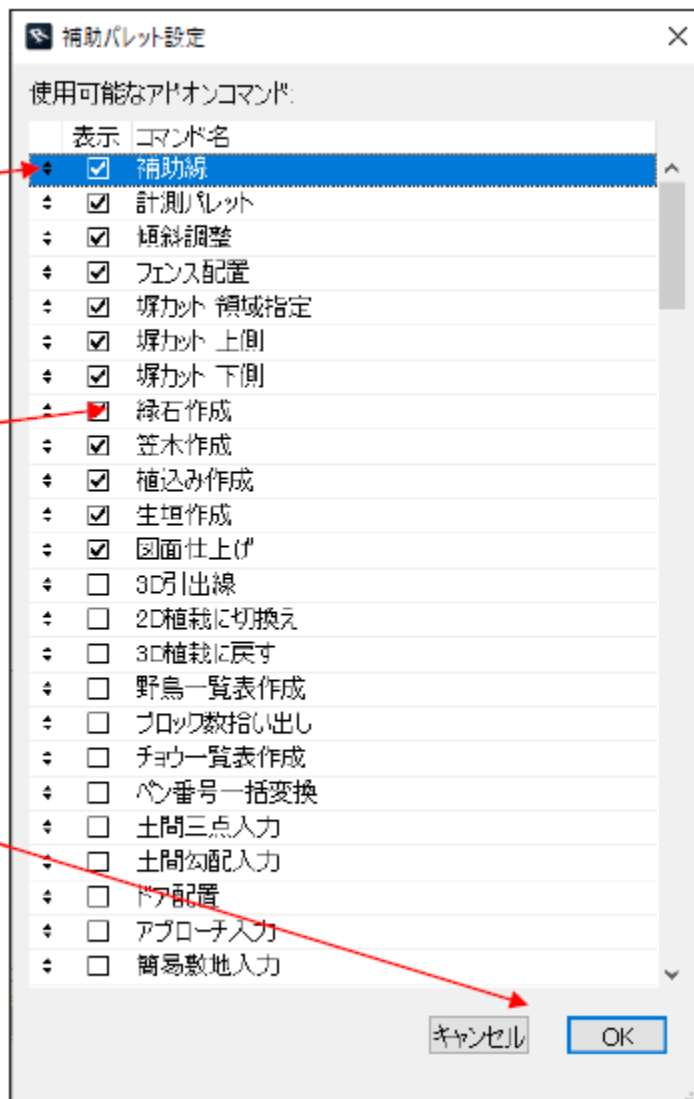 補助パレット設定
使用可能なアドオンコマンド:
表示 コマンド名
補助線
計測パレット
傾斜調整
フェンス配置
塀カット 領域指定
塀カット 上側
塀カット 下側
縁石作成
笠木作成
植込み作成
生垣作成
図面仕上げ
3D引出線
2D植栽に切換え
3D植栽に戻す
野鳥一覧表作成
ブロック数拾い出し
チョウ一覧表作成
ペン番号一括変換
土間三点入力
土間勾配入力
ドア配置
アプローチ入力
簡易敷地入力
キャンセル OK